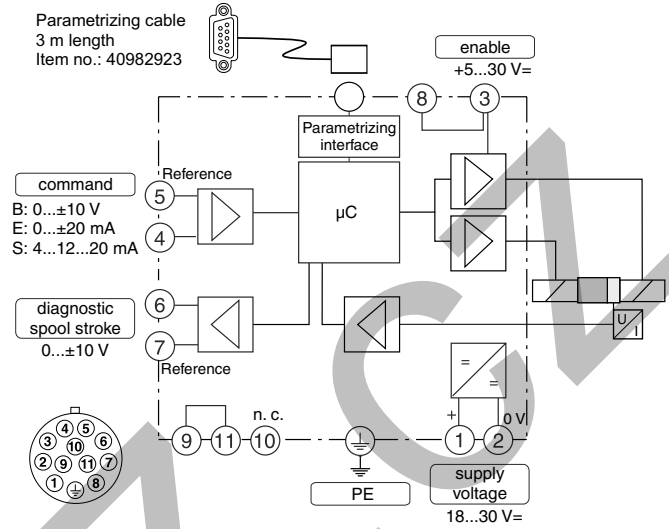 Parametrizing cable
3 m length
Item no.: 40982923
enable
+5...30 V=
8
3
Parametrizing
interface
Reference
command
5
B: 0...±10 V
E: 0...±20 mA
S: 4...12...20 mA
4
µC
diagnostic
spool stroke
0...±10 V
6
7
Reference
U
I
=
=
+
0 V
n. c.
9
11
10
1
2
PE
supply
voltage
18...30 V=
4
5
3
10
6
2
9
11
7
1
8